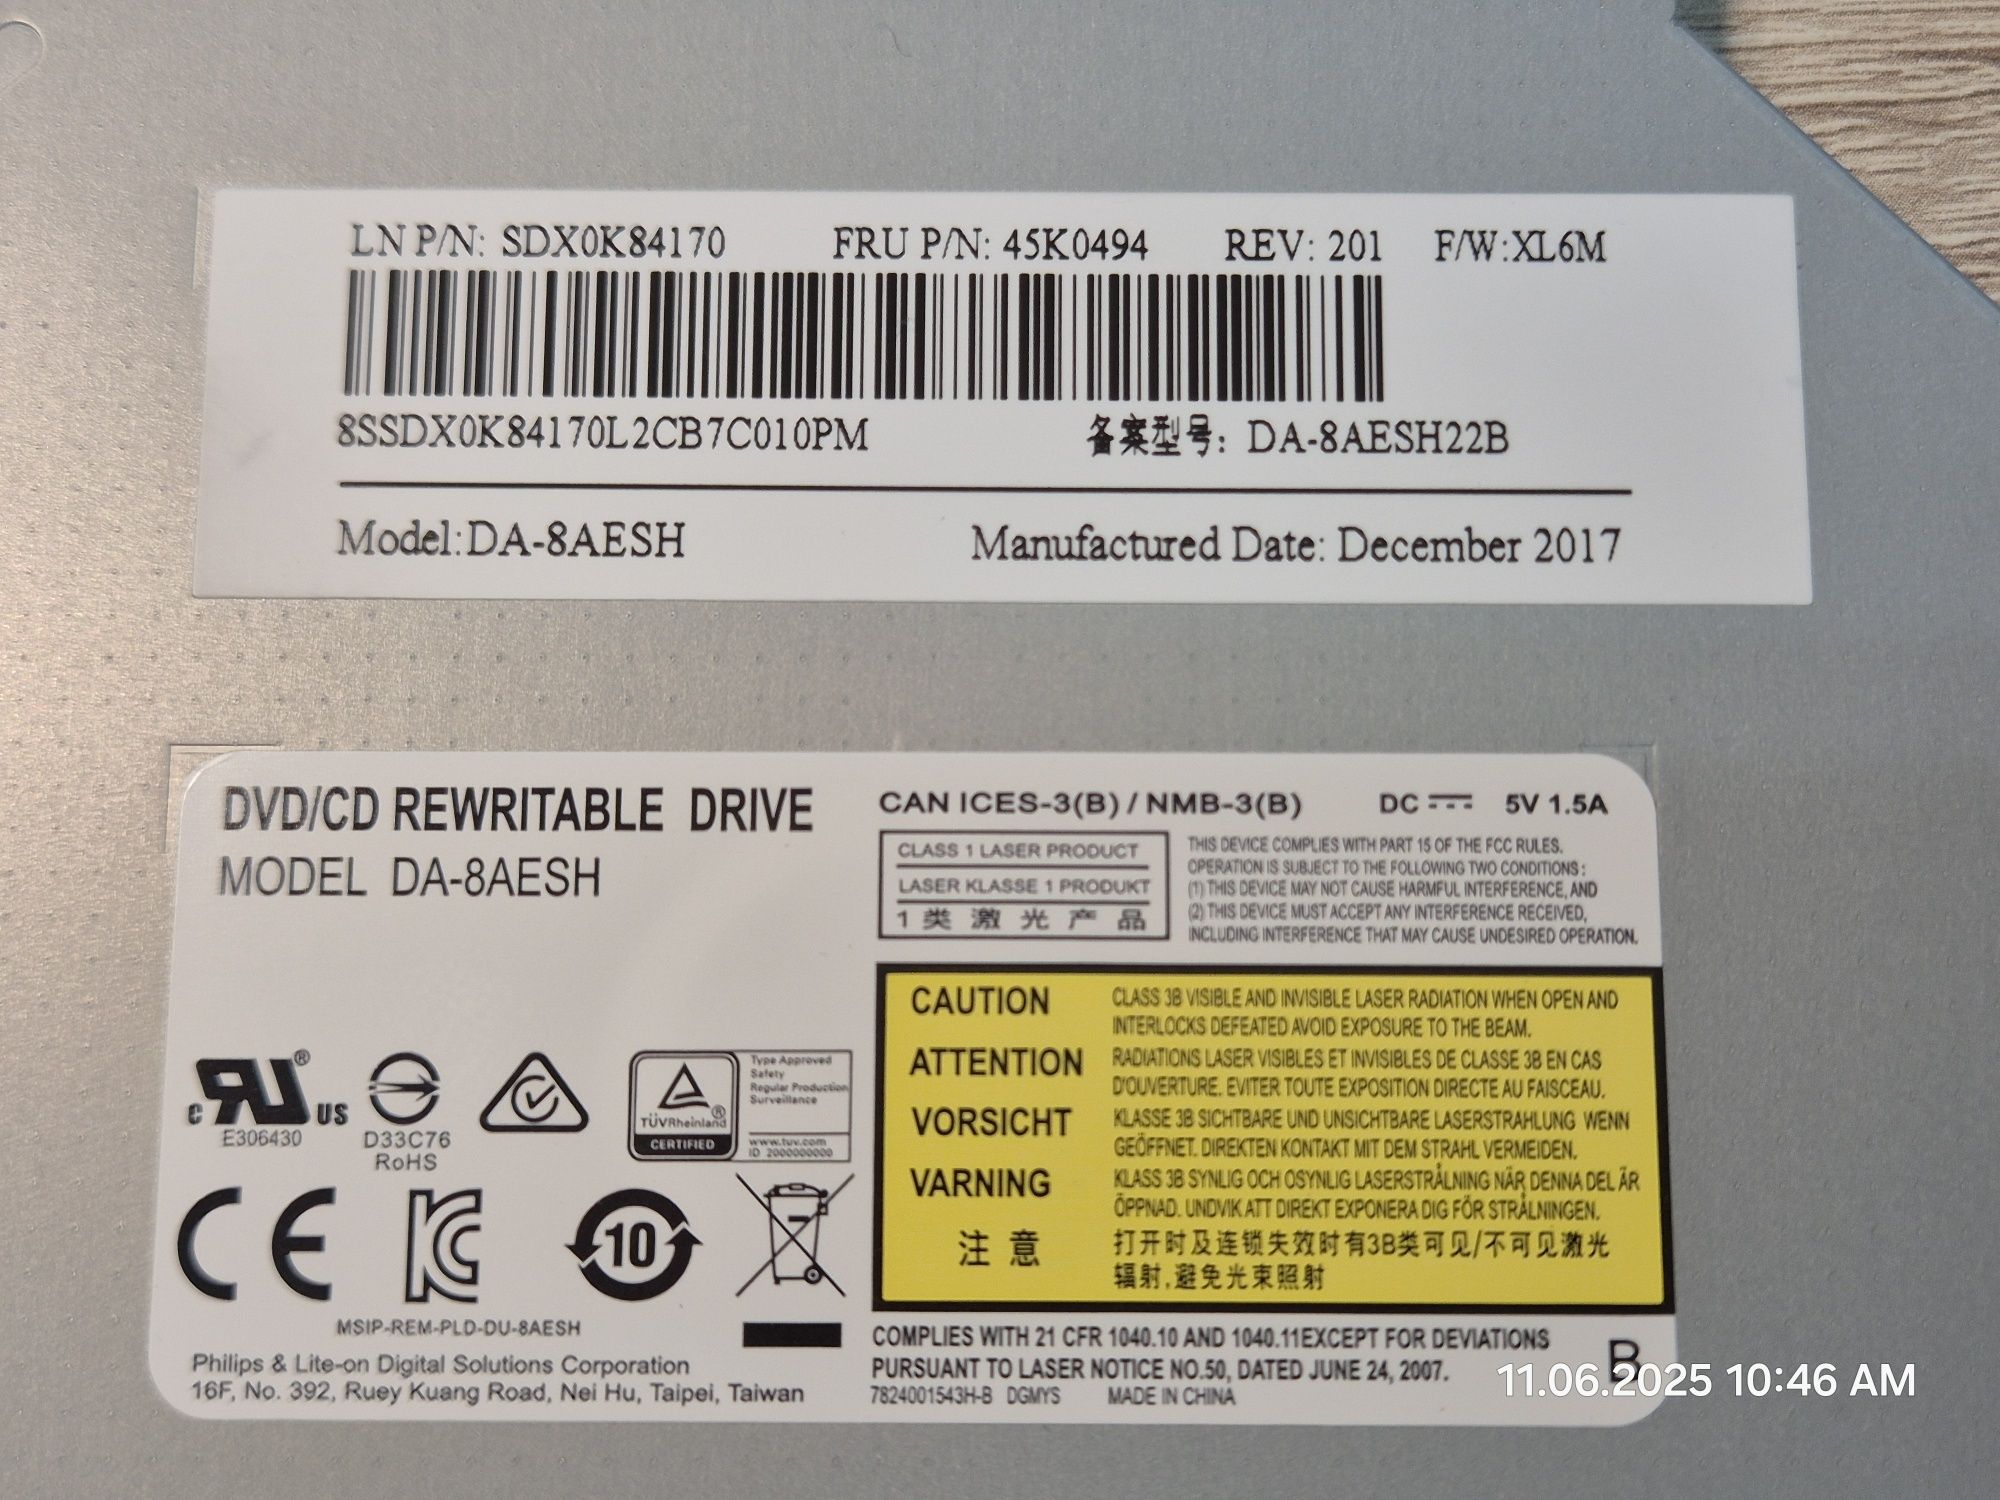 LN P/N: SDX0K84170 FRU P/N: 45K0494 REV: 201 F/W:XL6M
8SSDX0K84170L2CB7C010PM 备案型号: DA-8AESH22B
Model:DA-8AESH Manufactured Date: December 2017
DVD/CD REWRITABLE DRIVE
MODEL DA-8AESH
CAN ICES-3(B) / NMB-3(B) DC 5V 1.5A
CLASS 1 LASER PRODUCT
LASER KLASSE 1 PRODUKT
1 类 激 光 产 品
THIS DEVICE COMPLIES WITH PART 15 OF THE FCC RULES.
OPERATION IS SUBJECT TO THE FOLLOWING TWO CONDITIONS:
(1) THIS DEVICE MAY NOT CAUSE HARMFUL INTERFERENCE, AND
(2) THIS DEVICE MUST ACCEPT ANY INTERFERENCE RECEIVED,
INCLUDING INTERFERENCE THAT MAY CAUSE UNDESIRED OPERATION.
CAUTION CLASS 3B VISIBLE AND INVISIBLE LASER RADIATION WHEN OPEN AND
INTERLOCKS DEFEATED AVOID EXPOSURE TO THE BEAM.
ATTENTION RADIATIONS LASER VISIBLES ET INVISIBLES DE CLASSE 3B EN CAS
D'OUVERTURE. EVITER TOUTE EXPOSITION DIRECTE AU FAISCEAU.
VORSICHT KLASSE 3B SICHTBARE UND UNSICHTBARE LASERSTRAHLUNG WENN
GEÖFFNET. DIREKTEN KONTAKT MIT DEM STRAHL VERMEIDEN.
VARNING KLASS 3B SYNLIG OCH OSYNLIG LASERSTRÅLNING NÄR DENNA DEL ÄR
ÖPPNAD. UNDVIK ATT DIREKT EXPONERA DIG FÖR STRÅLNINGEN.
注 意 打开时及连锁失效时有3B类可见/不可见激光
辐射,避免光束照射
c RU ® US
E306430
D33C76
RoHS
TÜVRheinland ®
CERTIFIED
Type Approved
Safety
Regular Production
Surveillance
www.tuv.com
ID 2000000000
CE KC 10
MSIP-REM-PLD-DU-8AESH
Philips & Lite-on Digital Solutions Corporation
16F, No. 392, Ruey Kuang Road, Nei Hu, Taipei, Taiwan
COMPLIES WITH 21 CFR 1040.10 AND 1040.11EXCEPT FOR DEVIATIONS
PURSUANT TO LASER NOTICE NO.50, DATED JUNE 24, 2007.
7824001543H-B DGMYS MADE IN CHINA
B
11.06.2025 10:46 AM